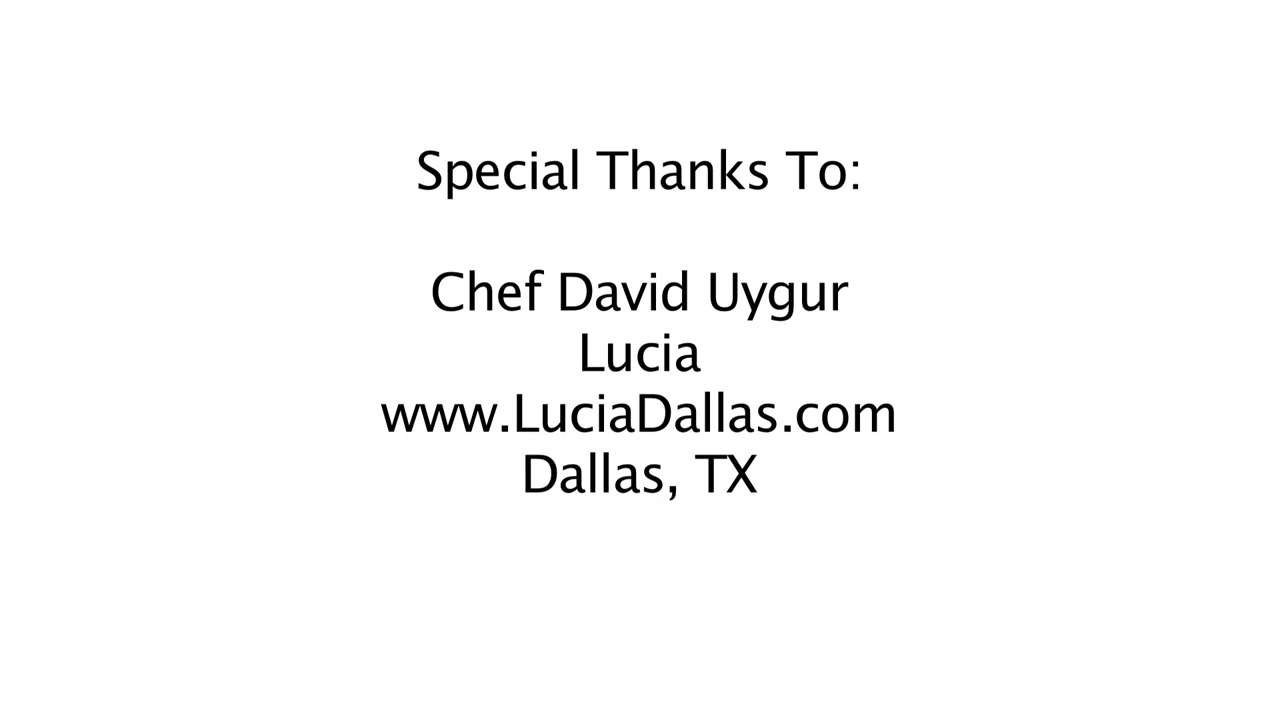 Special Thanks To:
Chef David Uygur
Lucia
www.LuciaDallas.com
Dallas, TX